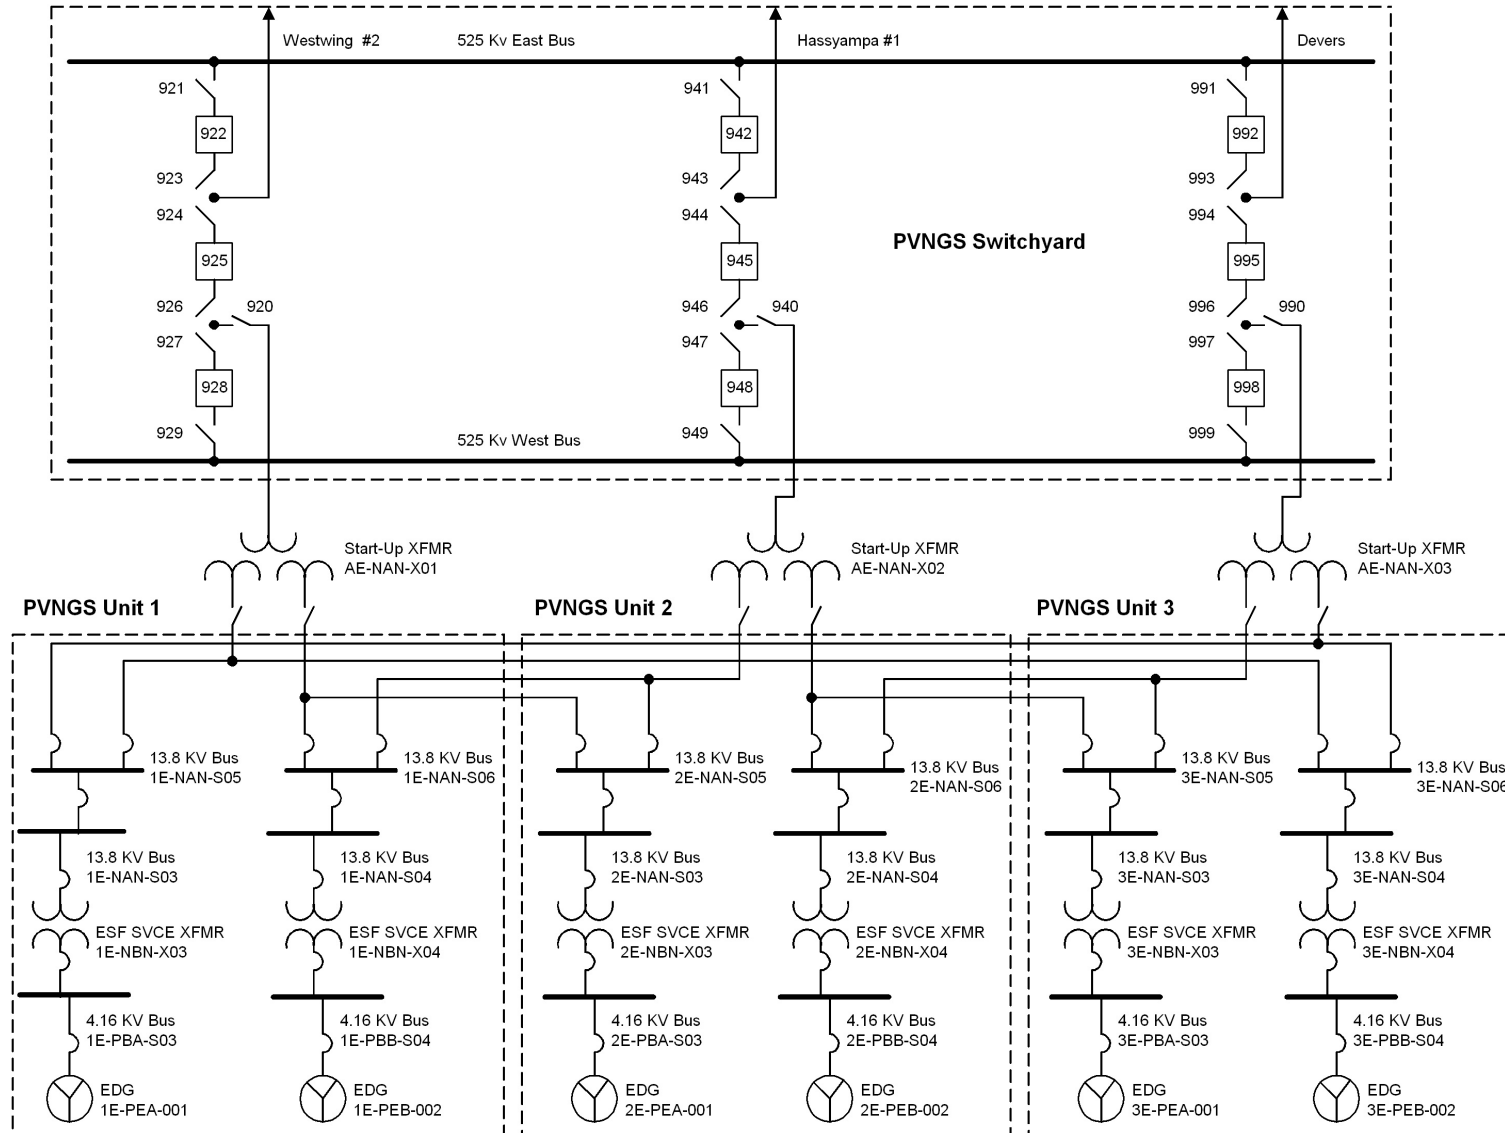 Westwing #2
525 Kv East Bus
Hassyampa #1
Devers
921
941
991
922
942
992
923
943
993
924
944
994
PVNGS Switchyard
925
945
995
926
920
946
940
996
990
927
947
997
928
948
998
929
525 Kv West Bus
949
999
Start-Up XFMR
AE-NAN-X01
Start-Up XFMR
AE-NAN-X02
Start-Up XFMR
AE-NAN-X03
PVNGS Unit 1
PVNGS Unit 2
PVNGS Unit 3
13.8 KV Bus
1E-NAN-S05
13.8 KV Bus
1E-NAN-S06
13.8 KV Bus
2E-NAN-S05
13.8 KV Bus
2E-NAN-S06
13.8 KV Bus
3E-NAN-S05
13.8 KV Bus
3E-NAN-S06
13.8 KV Bus
1E-NAN-S03
13.8 KV Bus
1E-NAN-S04
13.8 KV Bus
2E-NAN-S03
13.8 KV Bus
2E-NAN-S04
13.8 KV Bus
3E-NAN-S03
13.8 KV Bus
3E-NAN-S04
ESF SVCE XFMR
1E-NBN-X03
ESF SVCE XFMR
1E-NBN-X04
ESF SVCE XFMR
2E-NBN-X03
ESF SVCE XFMR
2E-NBN-X04
ESF SVCE XFMR
3E-NBN-X03
ESF SVCE XFMR
3E-NBN-X04
4.16 KV Bus
1E-PBA-S03
4.16 KV Bus
1E-PBB-S04
4.16 KV Bus
2E-PBA-S03
4.16 KV Bus
2E-PBB-S04
4.16 KV Bus
3E-PBA-S03
4.16 KV Bus
3E-PBB-S04
EDG
1E-PEA-001
EDG
1E-PEB-002
EDG
2E-PEA-001
EDG
2E-PEB-002
EDG
3E-PEA-001
EDG
3E-PEB-002